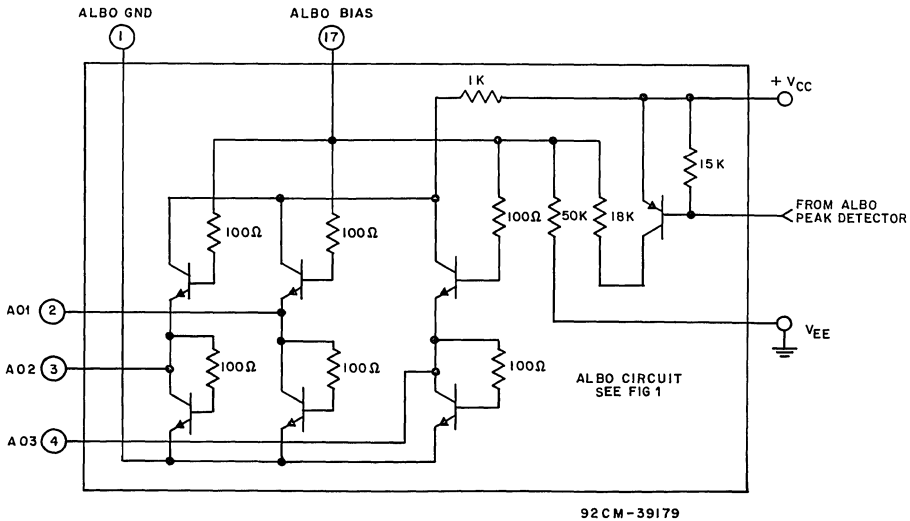 ALBO GND
1
ALBO BIAS
17
1K
+ VCC
15K
FROM ALBO
PEAK DETECTOR
100Ω
100Ω
100Ω
50K
18K
A01 2
VEE
A02 3
100Ω
100Ω
100Ω
ALBO CIRCUIT
SEE FIG 1
A03 4
92CM-39179